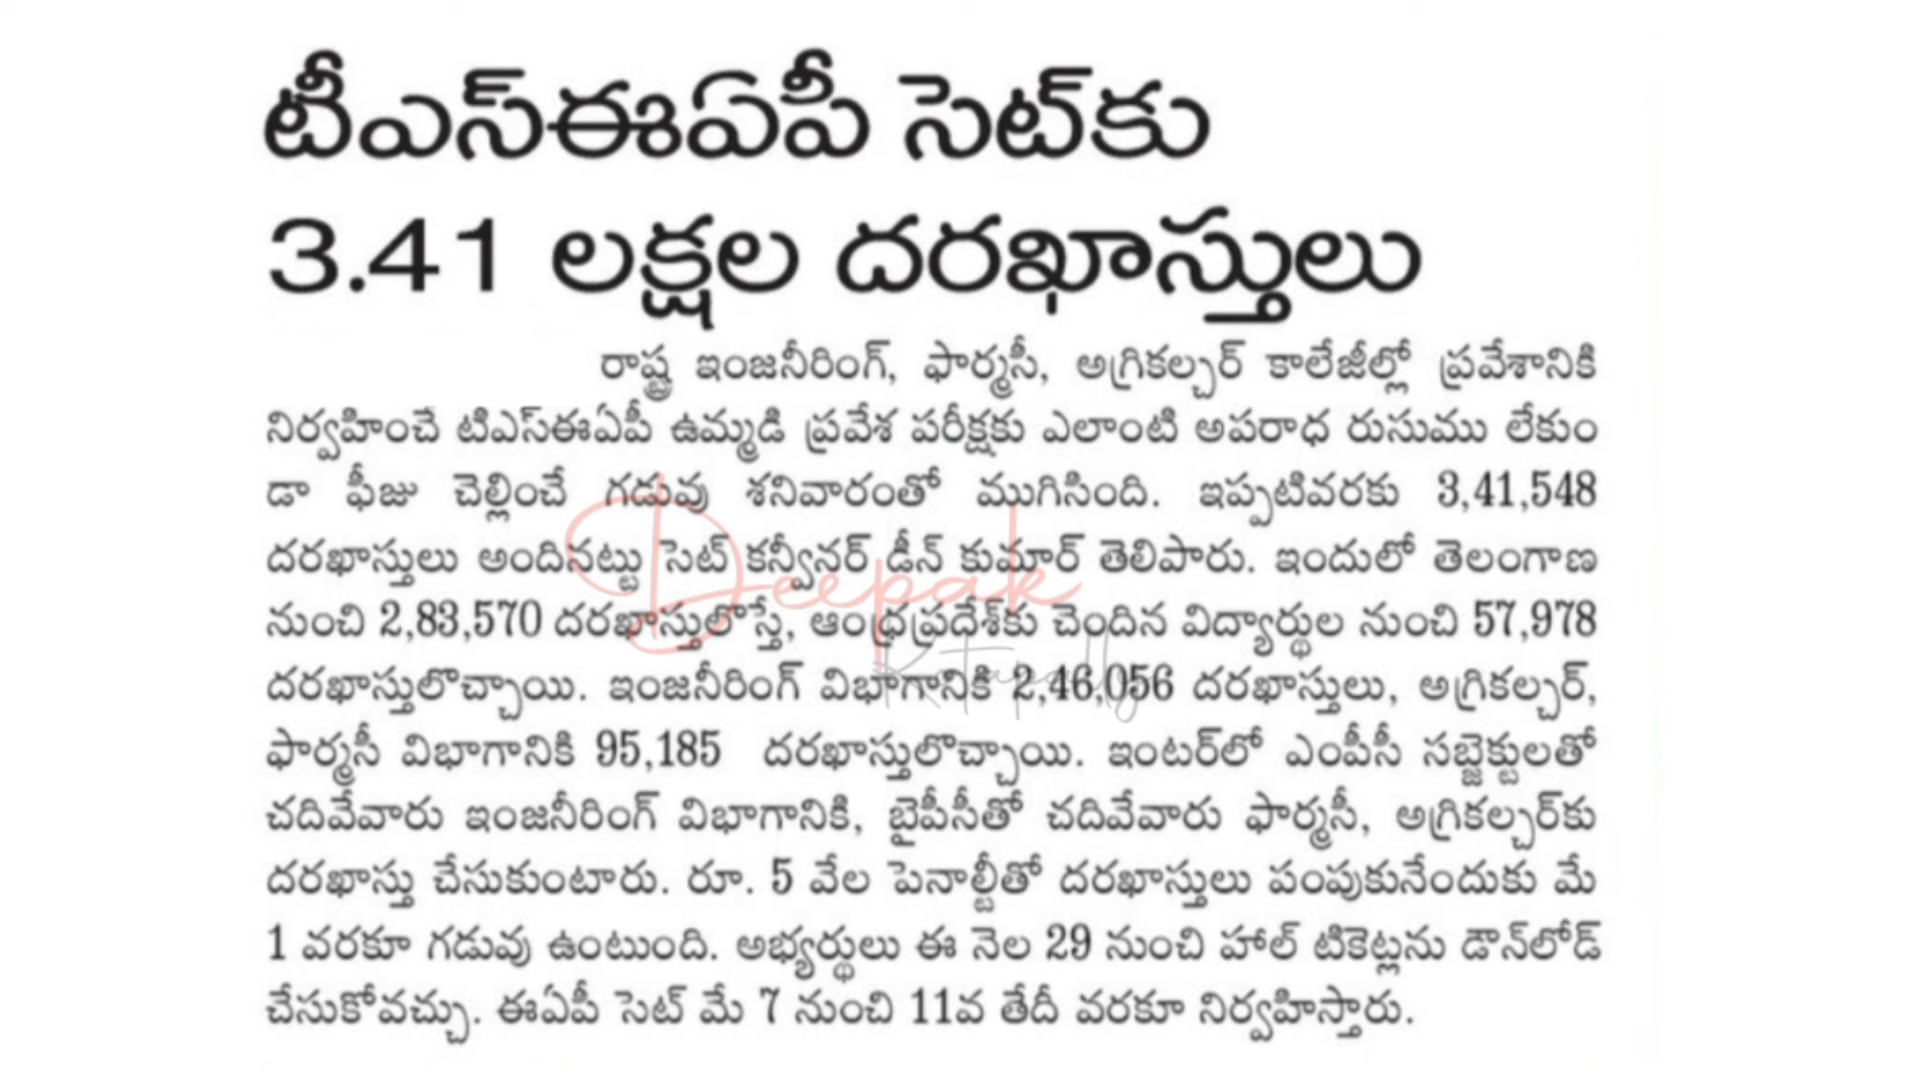 టీఎస్ఈఏపీ సెట్‌కు
3.41 లక్షల దరఖాస్తులు
రాష్ట్ర ఇంజనీరింగ్, ఫార్మసీ, అగ్రికల్చర్ కాలేజీల్లో ప్రవేశానికి
నిర్వహించే టిఎస్ఈఏపీ ఉమ్మడి ప్రవేశ పరీక్షకు ఎలాంటి అపరాధ రుసుము లేకుం
డా ఫీజు చెల్లించే గడువు శనివారంతో ముగిసింది. ఇప్పటివరకు 3,41,548
దరఖాస్తులు అందినట్టు సెట్ కన్వీనర్ డీన్ కుమార్ తెలిపారు. ఇందులో తెలంగాణ
Deepak
నుంచి 2,83,570 దరఖాస్తులోస్తే, ఆంధ్రప్రదేశ్‌కు చెందిన విద్యార్థుల నుంచి 57,978
దరఖాస్తులొచ్చాయి. ఇంజనీరింగ్ విభాగానికి 2,46,056 దరఖాస్తులు, అగ్రికల్చర్,
ఫార్మసీ విభాగానికి 95,185 దరఖాస్తులొచ్చాయి. ఇంటర్‌లో ఎంపీసీ సబ్జెక్టులతో
చదివేవారు ఇంజనీరింగ్ విభాగానికి, బైపీసీతో చదివేవారు ఫార్మసీ, అగ్రికల్చర్‌కు
దరఖాస్తు చేసుకుంటారు. రూ. 5 వేల పెనాల్టీతో దరఖాస్తులు పంపుకునేందుకు మే
1 వరకూ గడువు ఉంటుంది. అభ్యర్థులు ఈ నెల 29 నుంచి హాల్ టికెట్లను డౌన్‌లోడ్
చేసుకోవచ్చు. ఈఏపీ సెట్ మే 7 నుంచి 11వ తేదీ వరకూ నిర్వహిస్తారు.